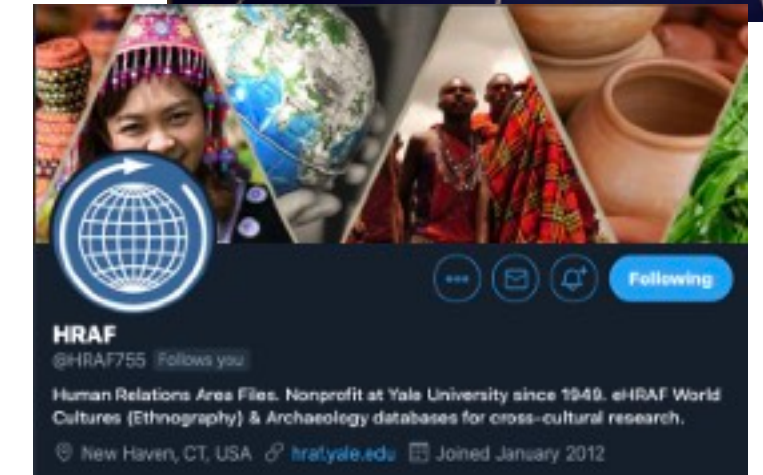 Following
HRAF
@HRAF755 Follows you
Human Relations Area Files. Nonprofit at Yale University since 1949. eHRAF World
Cultures (Ethnography) & Archaeology databases for cross-cultural research.
New Haven, CT, USA hraf.yale.edu Joined January 2012